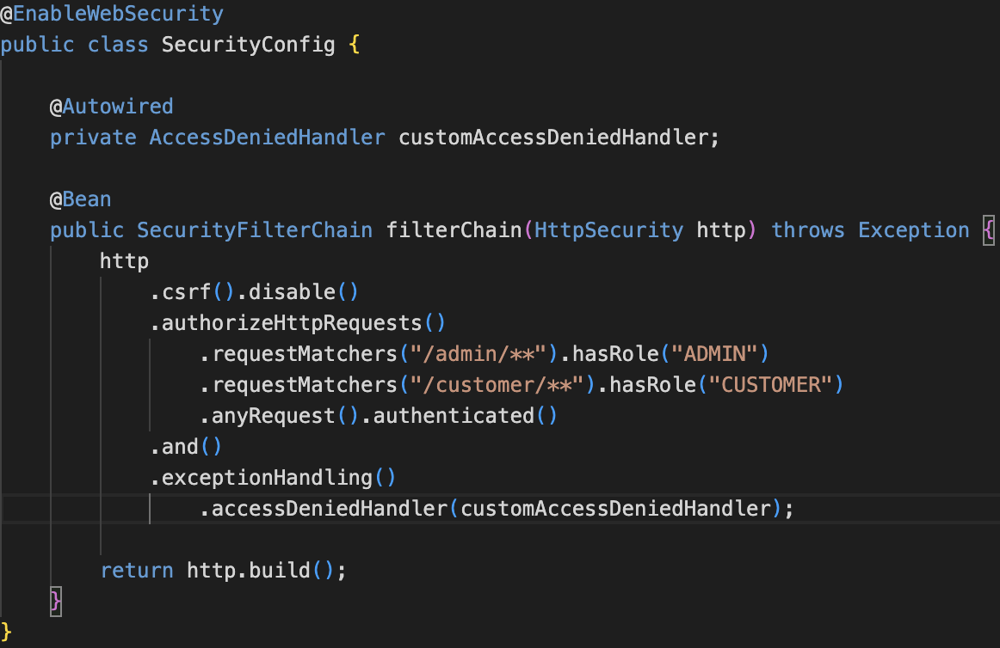 @EnableWebSecurity
public class SecurityConfig {
@Autowired
private AccessDeniedHandler customAccessDeniedHandler;
@Bean
public SecurityFilterChain filterChain(HttpSecurity http) throws Exception {
http
.csrf().disable()
.authorizeHttpRequests()
.requestMatchers("/admin/**").hasRole("ADMIN")
.requestMatchers("/customer/**").hasRole("CUSTOMER")
.anyRequest().authenticated()
.and()
.exceptionHandling()
.accessDeniedHandler(customAccessDeniedHandler);
return http.build();
}
}